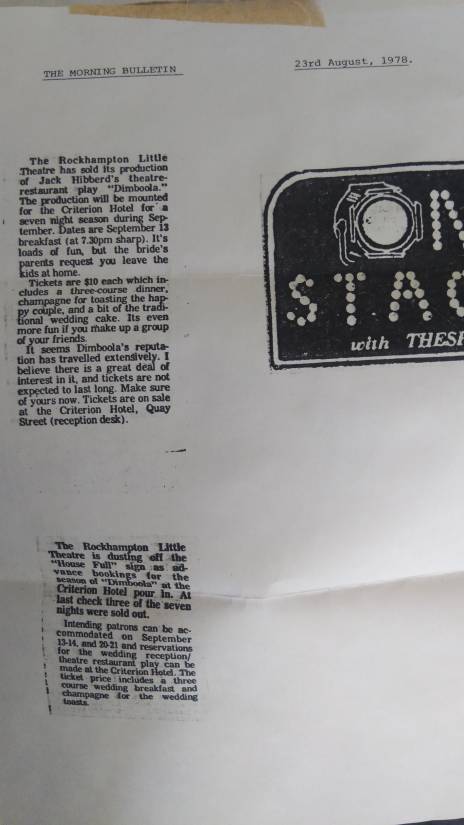 THE MORNING BULLETIN
23rd August, 1978.
The Rockhampton Little
Theatre has sold its production
of Jack Hibberd's theatre-
restaurant play "Dimboola."
The production will be mounted
for the Criterion Hotel for a
seven night season during Sep-
tember. Dates are September 13
breakfast (at 7.30pm sharp). It's
loads of fun, but the bride's
parents request you leave the
kids at home.
Tickets are $10 each which in-
cludes a three-course dinner,
champagne for toasting the hap-
py couple, and a bit of the tradi-
tional wedding cake. Its even
more fun if you make up a group
of your friends.
It seems Dimboola's reputa-
tion has travelled extensively. I
believe there is a great deal of
interest in it, and tickets are not
expected to last long. Make sure
of yours now. Tickets are on sale
at the Criterion Hotel, Quay
Street (reception desk).
ON
STAG
with THESP
The Rockhampton Little
Theatre is dusting off the
"House Full" sign as ad-
vance bookings for the
season of "Dimboola" at the
Criterion Hotel pour in. At
last check three of the seven
nights were sold out.
Intending patrons can be ac-
commodated on September
13-14, and 20-21 and reservations
for the wedding reception/
theatre restaurant play can be
made at the Criterion Hotel. The
ticket price includes a three
course wedding breakfast and
champagne for the wedding
toasts.